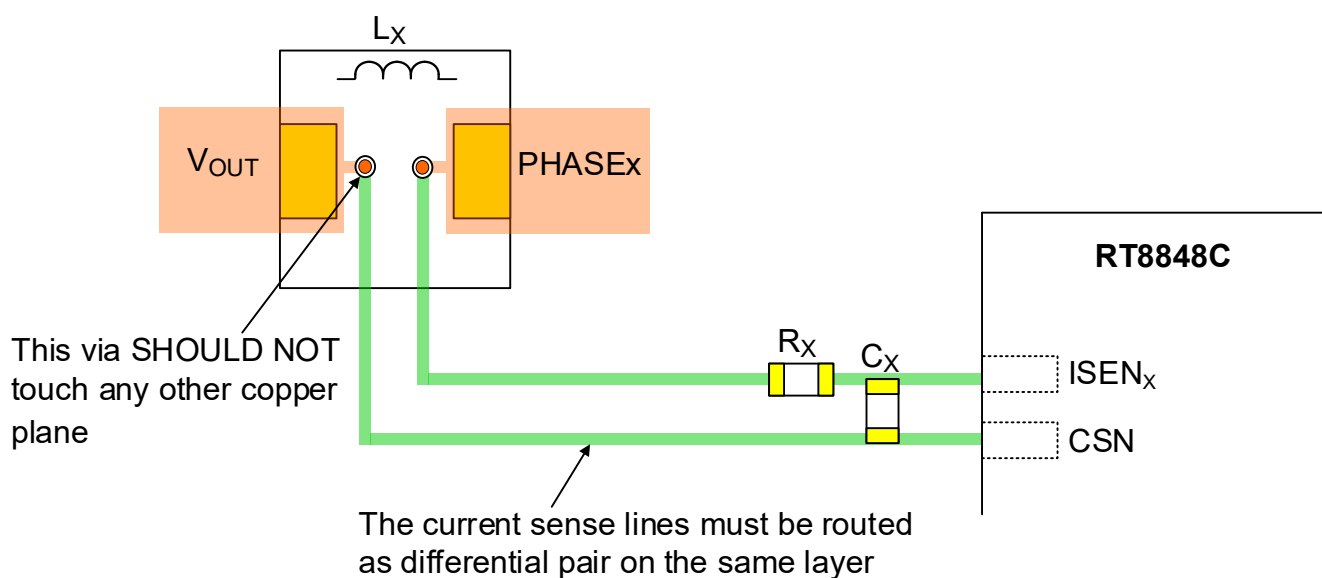 LX
VOUT
PHASEx
RT8848C
This via SHOULD NOT
touch any other copper
plane
RX
CX
ISENX
CSN
The current sense lines must be routed
as differential pair on the same layer